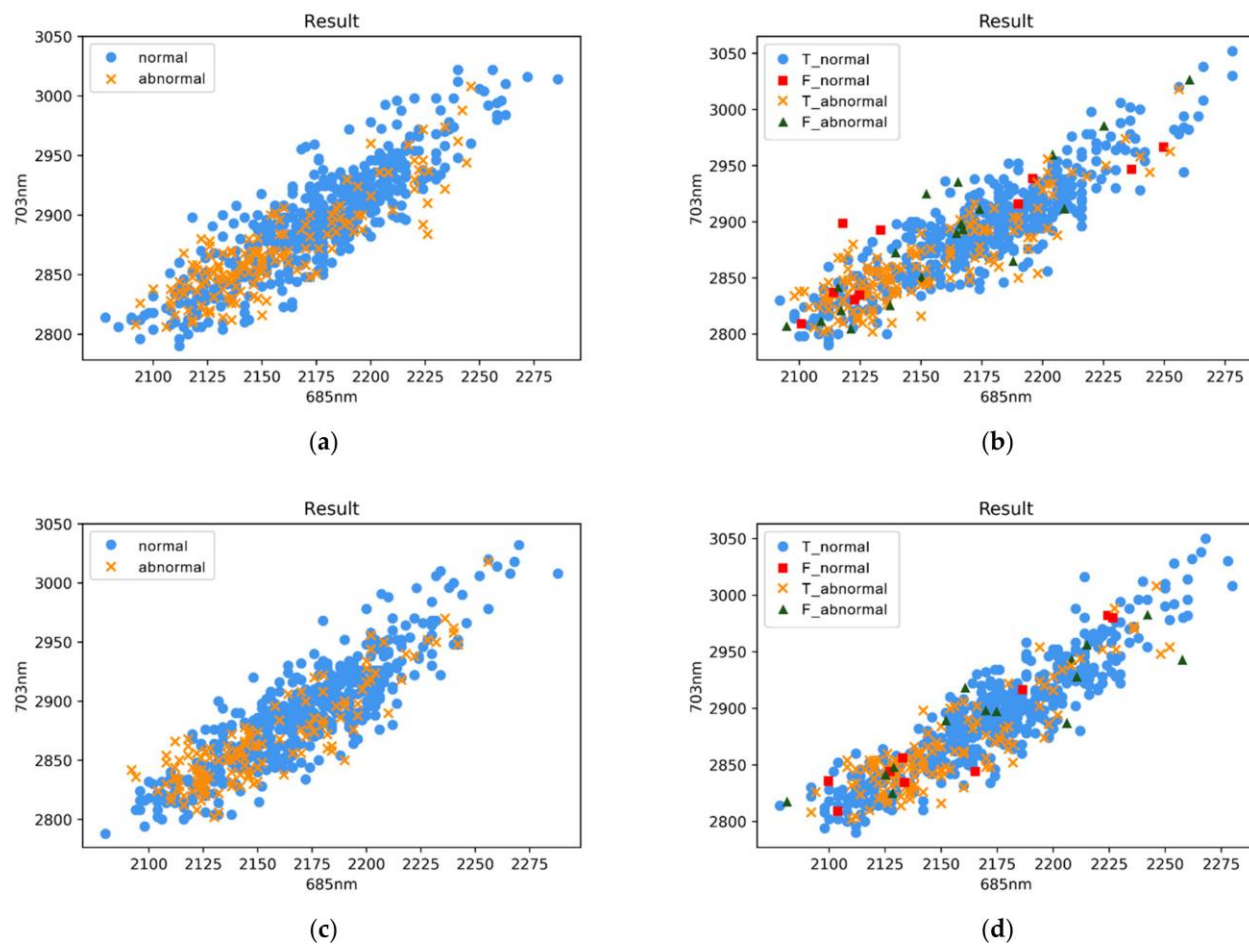 Result
3050
3000
2950
2900
2850
2800
703nm
normal
abnormal
2100 2125 2150 2175 2200 2225 2250 2275
685nm
(a)
Result
3050
3000
2950
2900
2850
2800
703nm
T_normal
F_normal
T_abnormal
F_abnormal
2100 2125 2150 2175 2200 2225 2250 2275
685nm
(b)
Result
3050
3000
2950
2900
2850
2800
703nm
normal
abnormal
2100 2125 2150 2175 2200 2225 2250 2275
685nm
(c)
Result
3050
3000
2950
2900
2850
2800
703nm
T_normal
F_normal
T_abnormal
F_abnormal
2100 2125 2150 2175 2200 2225 2250 2275
685nm
(d)